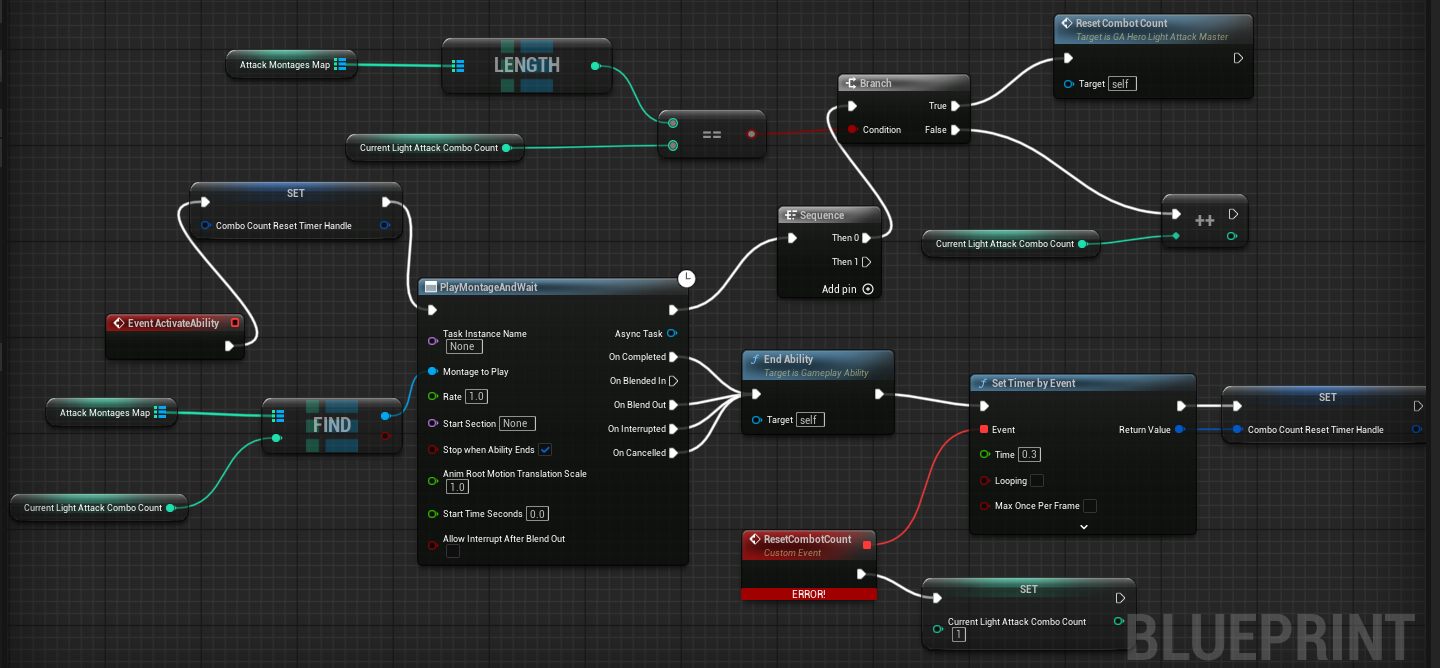 Reset Combot Count
Target is GA Hero Light Attack Master
Target self
Attack Montages Map
LENGTH
Branch
True
Condition
False
Current Light Attack Combo Count
==
SET
Combo Count Reset Timer Handle
Sequence
Then 0
Then 1
Add pin
++
Current Light Attack Combo Count
Event ActivateAbility
PlayMontageAndWait
Task Instance Name
None
Async Task
On Completed
Montage to Play
On Blended In
Rate 1.0
On Blend Out
Start Section None
On Interrupted
Stop when Ability Ends
On Cancelled
Anim Root Motion Translation Scale
1.0
Start Time Seconds 0.0
Allow Interrupt After Blend Out
Attack Montages Map
FIND
Current Light Attack Combo Count
End Ability
Target is Gameplay Ability
Target self
Set Timer by Event
Event
Return Value
Time 0.3
Looping
Max Once Per Frame
SET
Combo Count Reset Timer Handle
ResetCombotCount
Custom Event
ERROR!
SET
Current Light Attack Combo Count
1
BLUEPRINT